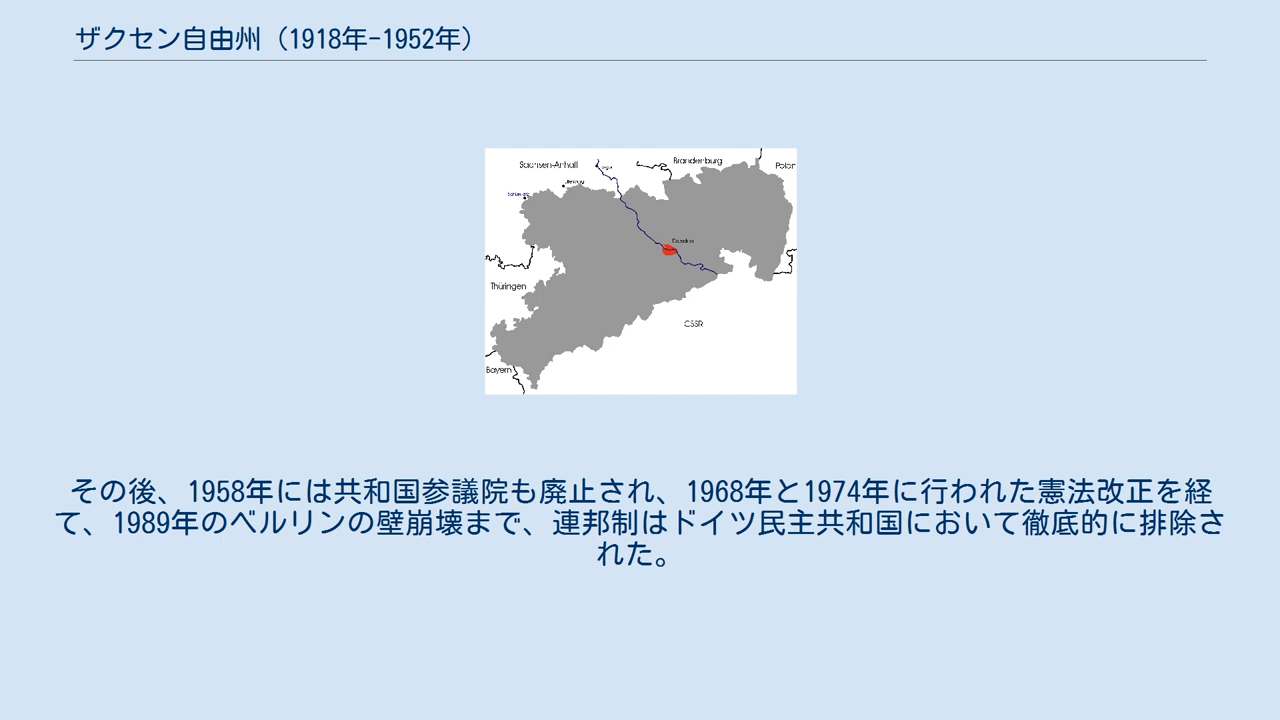 ザクセン自由州（1918年-1952年）
Sachsen-Anhalt
Brandenburg
Polen
Dresden
Thüringen
CSSR
Bayern
その後、1958年には共和国参議院も廃止され、1968年と1974年に行われた憲法改正を経
て、1989年のベルリンの壁崩壊まで、連邦制はドイツ民主共和国において徹底的に排除さ
れた。